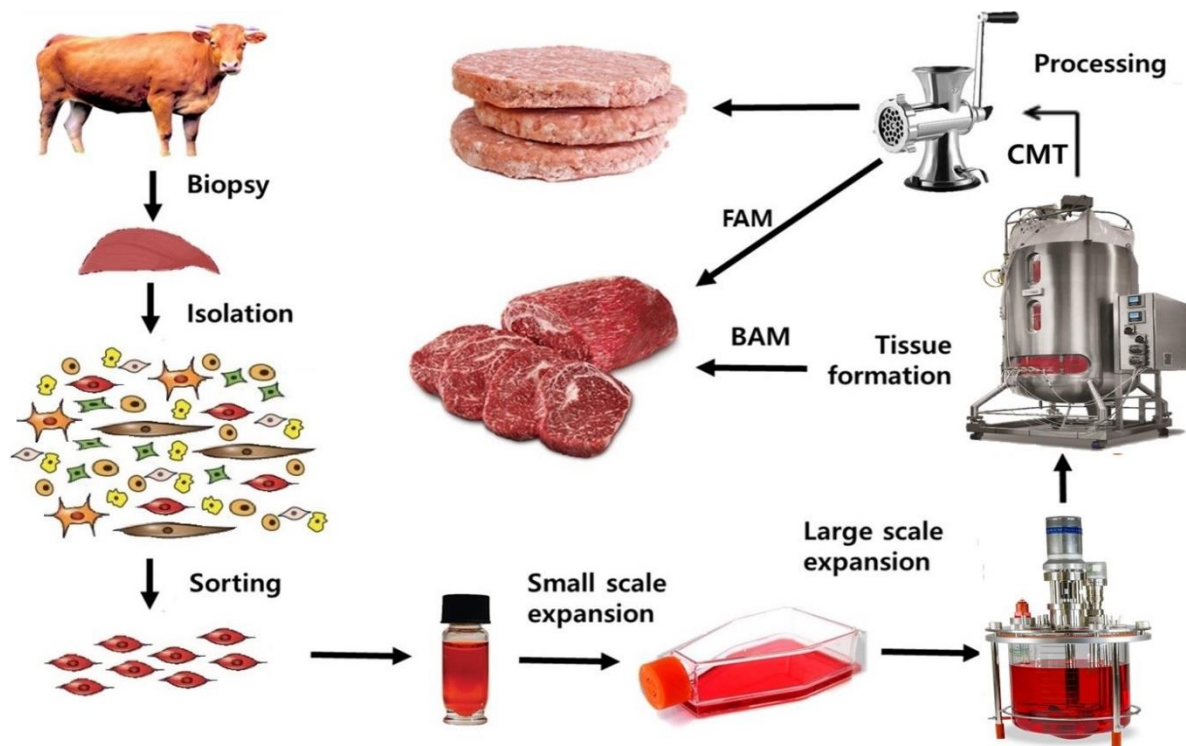 Biopsy
Isolation
Sorting
Small scale
expansion
Large scale
expansion
Tissue
formation
BAM
CMT
Processing
FAM